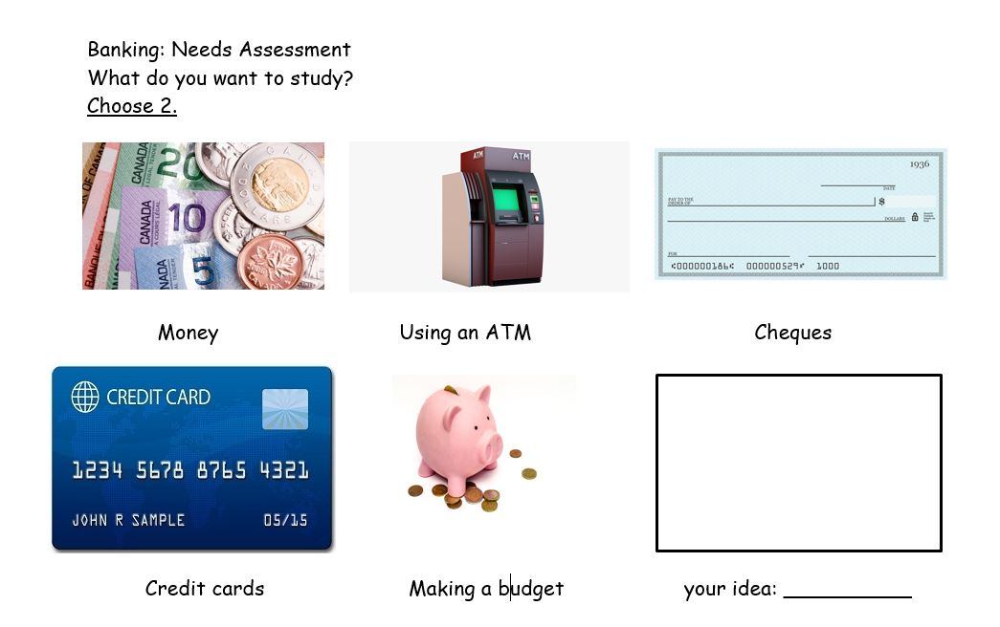 Banking: Needs Assessment
What do you want to study?
Choose 2.
20
CANADA
10
CANADA
5
CANADA
DOLLARS
CANADA
ATM
ATM
1936
DATE
PAY TO THE
ORDER OF
$
DOLLARS
FOR
000000186 000000529 1000
Money
Using an ATM
Cheques
CREDIT CARD
1234 5678 8765 4321
JOHN R SAMPLE 05/15
Credit cards
Making a budget
your idea: ___________